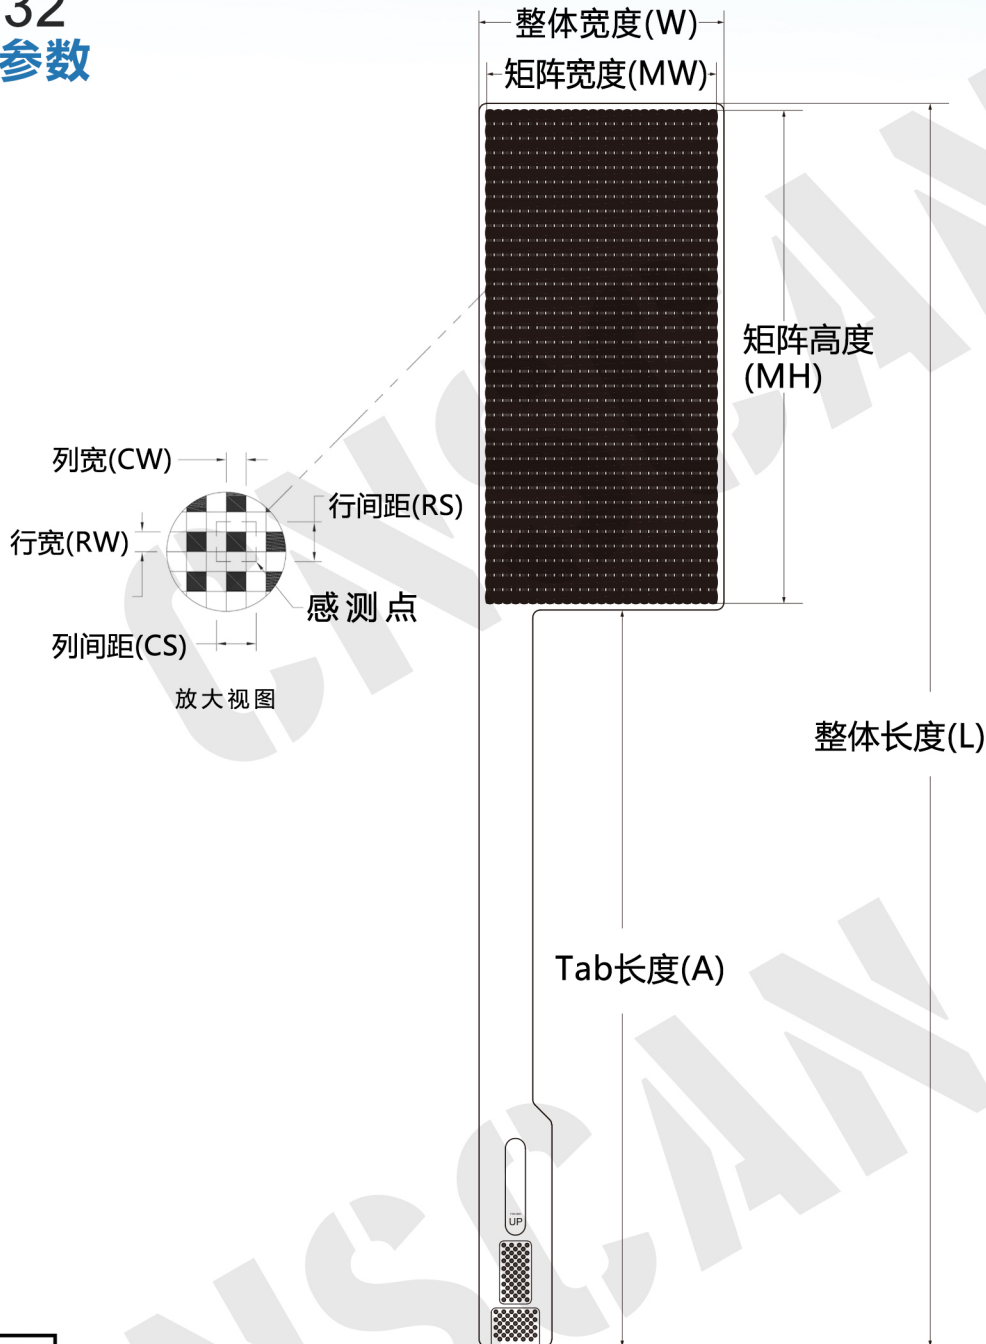 32
参数
整体宽度(W)
矩阵宽度(MW)
矩阵高度
(MH)
列宽(CW)
行间距(RS)
行宽(RW)
感测点
列间距(CS)
放大视图
整体长度(L)
Tab长度(A)
UP
CNSCAN
CNSCAN